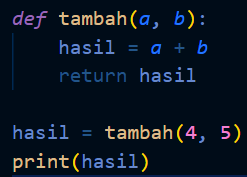 def tambah(a, b):
    hasil = a + b
    return hasil

hasil = tambah(4, 5)
print(hasil)